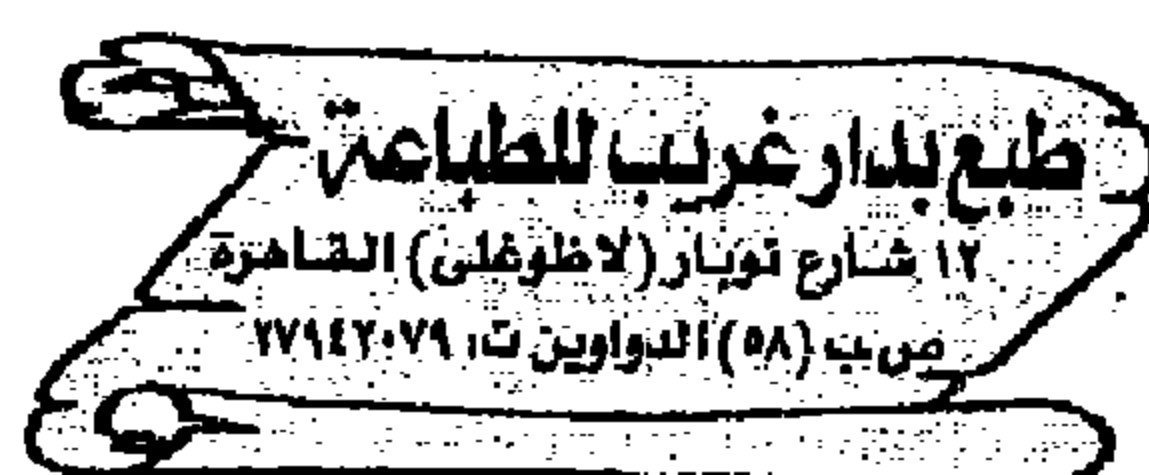 طبع بدار غريب للطباعة
١٢ شارع نوبار (لاظوغلى) القاهرة
ص ب (٥٨) الدواوين ت: ٢٧٩٤٢٠٧٩